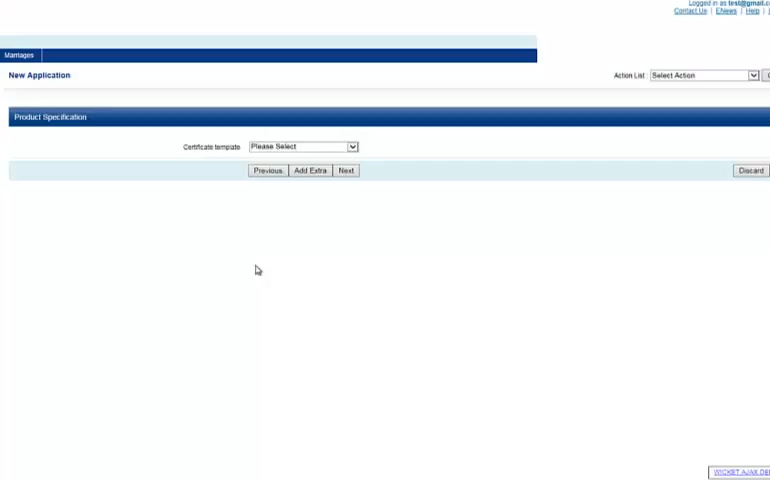 Logged in as test@gmail.c
Contact Us | ENews | Help |
Marriages
New Application
Action List : Select Action
Product Specification
Certificate template Please Select
Previous Add Extra Next
Discard
WICKET AJAX DE